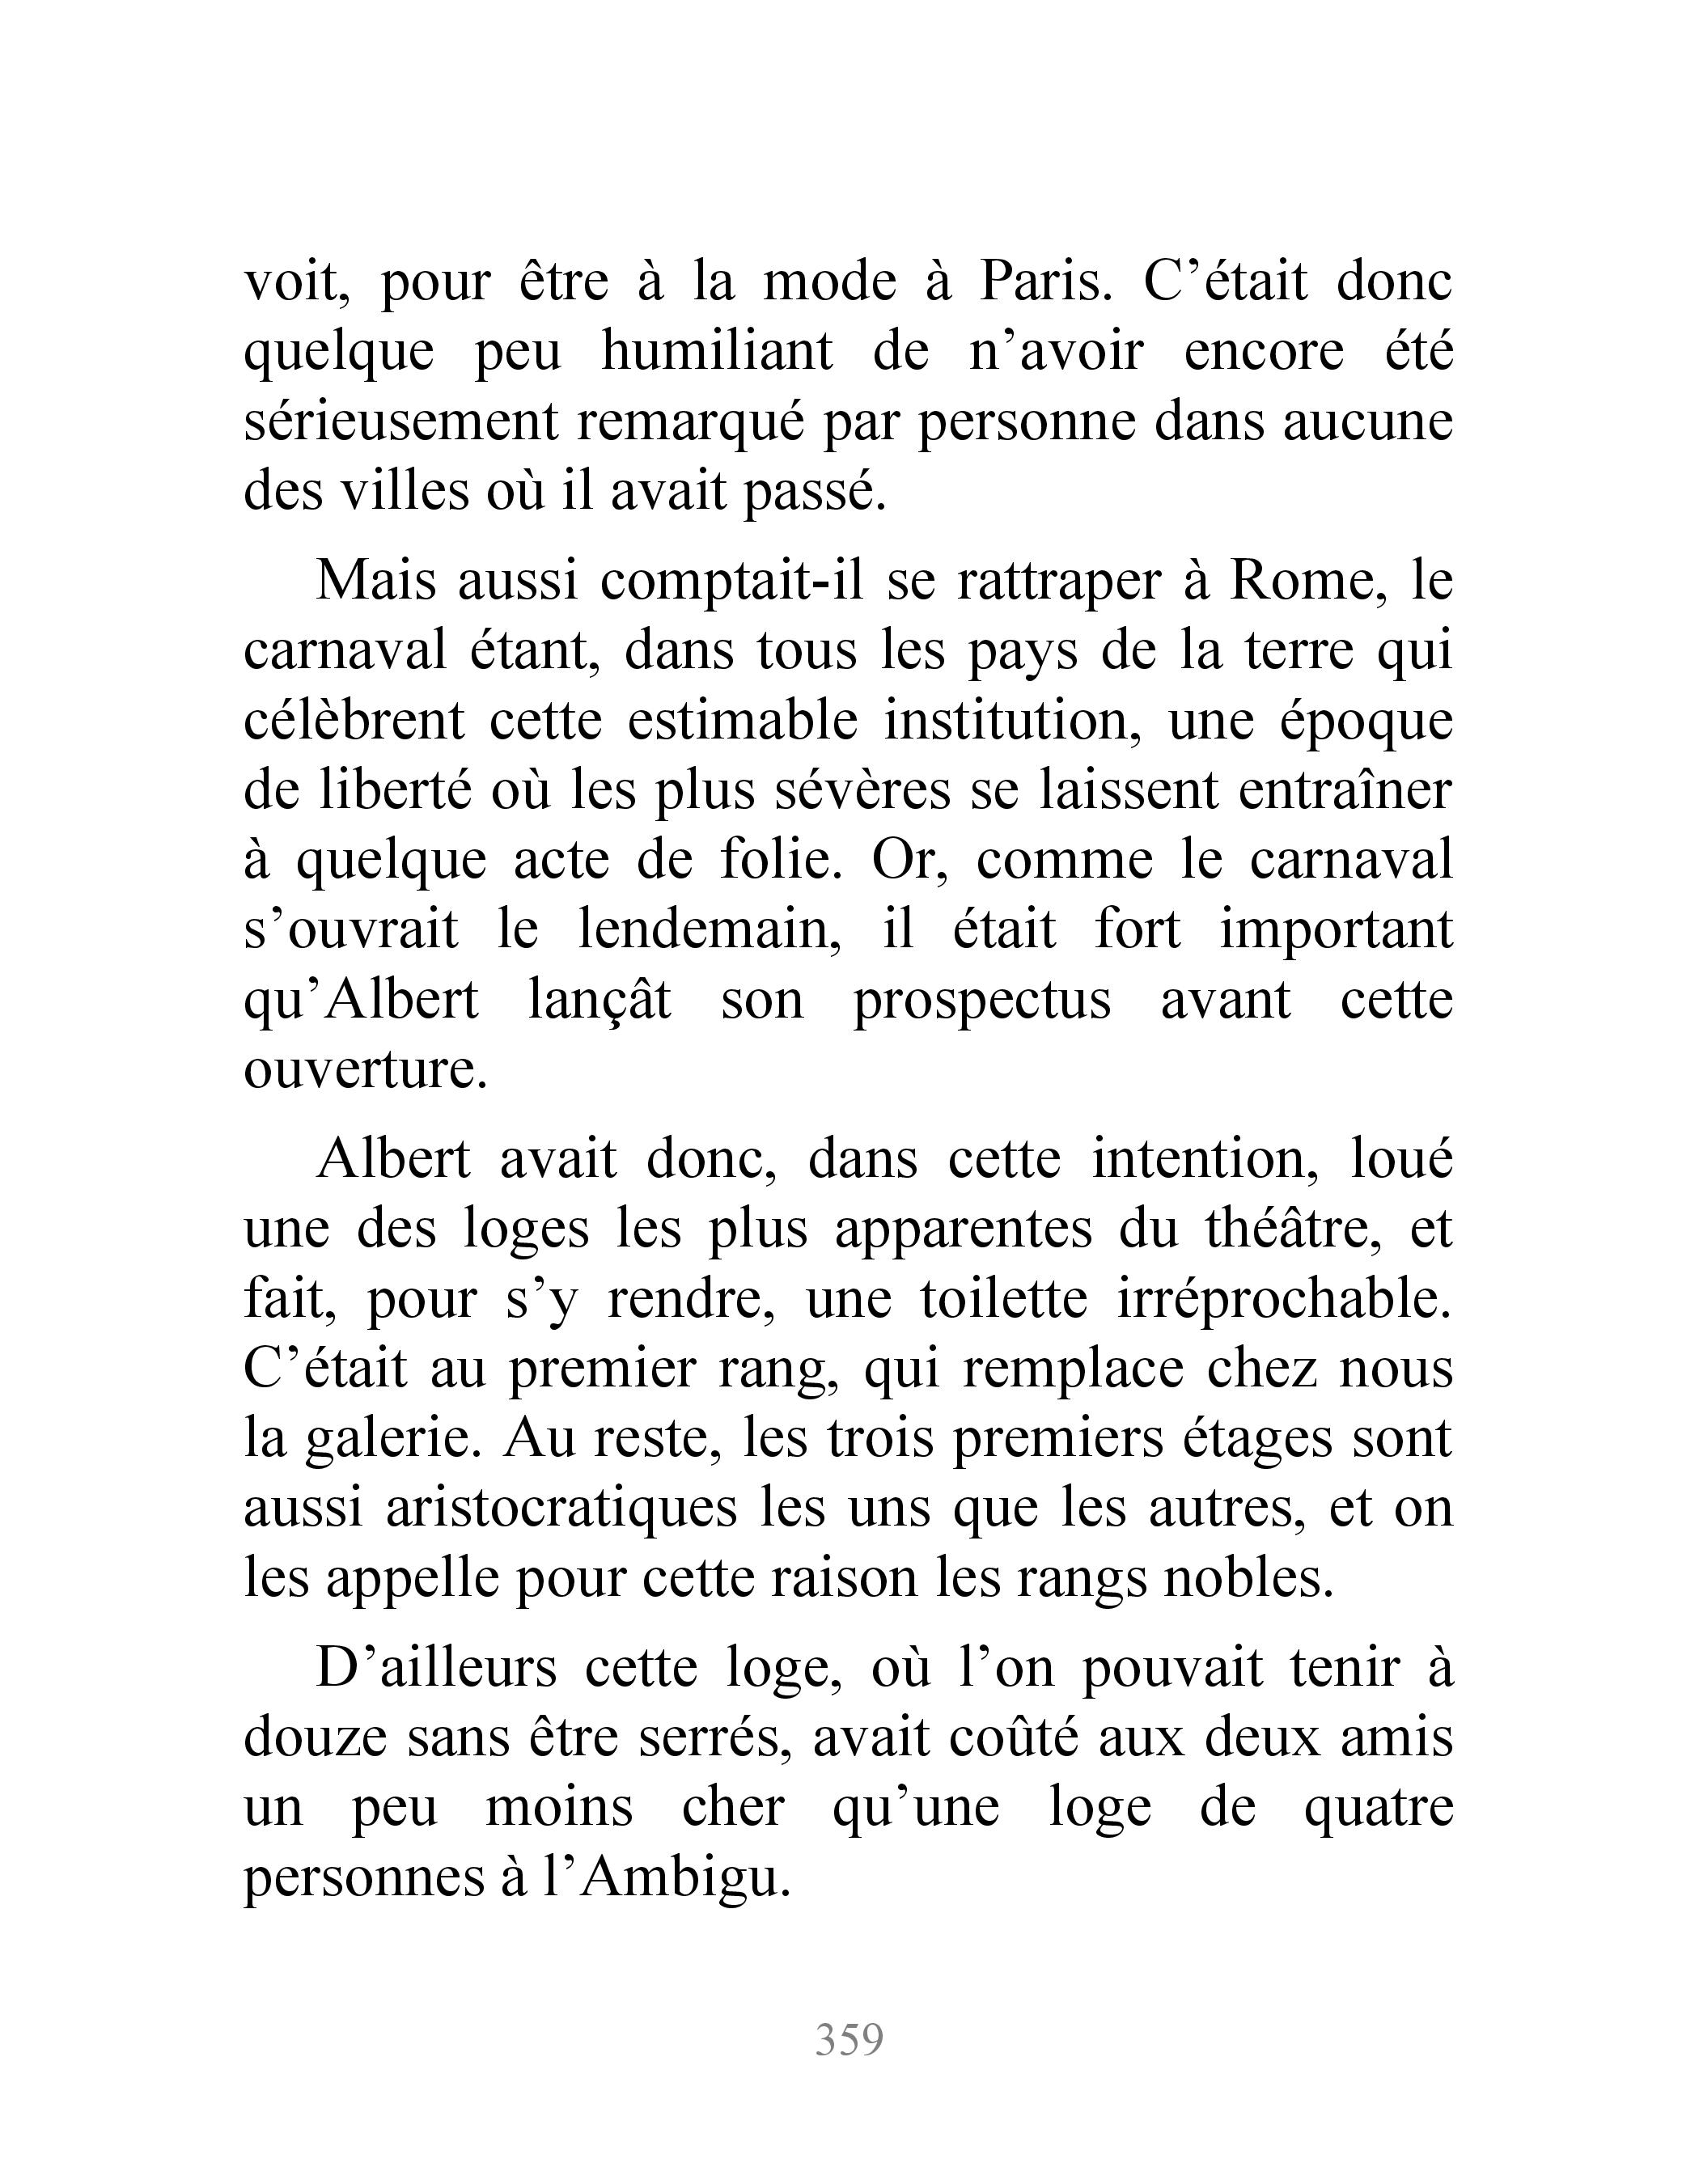 voit, pour être à la mode à Paris. C’était donc
quelque peu humiliant de n’avoir encore été
sérieusement remarqué par personne dans aucune
des villes où il avait passé.
Mais aussi comptait-il se rattraper à Rome, le
carnaval étant, dans tous les pays de la terre qui
célèbrent cette estimable institution, une époque
de liberté où les plus sévères se laissent entraîner
à quelque acte de folie. Or, comme le carnaval
s’ouvrait le lendemain, il était fort important
qu’Albert lançât son prospectus avant cette
ouverture.
Albert avait donc, dans cette intention, loué
une des loges les plus apparentes du théâtre, et
fait, pour s’y rendre, une toilette irréprochable.
C’était au premier rang, qui remplace chez nous
la galerie. Au reste, les trois premiers étages sont
aussi aristocratiques les uns que les autres, et on
les appelle pour cette raison les rangs nobles.
D’ailleurs cette loge, où l’on pouvait tenir à
douze sans être serrés, avait coûté aux deux amis
un peu moins cher qu’une loge de quatre
personnes à l’Ambigu.
359